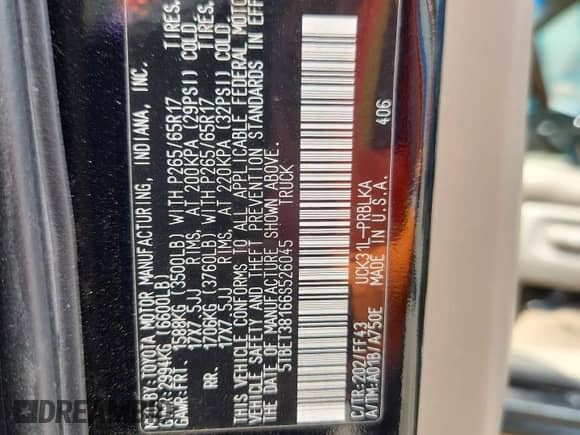 MFD.BY:TOYOTA MOTOR MANUFACTURING, INDIANA, INC.
GVWR:2994KG(6600LB)
GAWR:FRT. 1588KG (3500LB) WITH P265/65R17 TIRES,
17X7.5JJ RIMS, AT 200KPA (29PSI) COLD.
RR. 1706KG (3760LB) WITH P265/65R17 TIRES,
17X7.5JJ RIMS, AT 220KPA (32PSI) COLD.
THIS VEHICLE CONFORMS TO ALL APPLICABLE FEDERAL MOTOR
VEHICLE SAFETY AND THEFT PREVENTION STANDARDS IN EFF
ON THE DATE OF MANUFACTURE SHOWN ABOVE.
5TBET38166S526045 TRUCK
C/TR:202/FF43 UCK31L-PRBLKA 406
A/TM:A01B/A750E MADE IN U.S.A.
DREAMBID